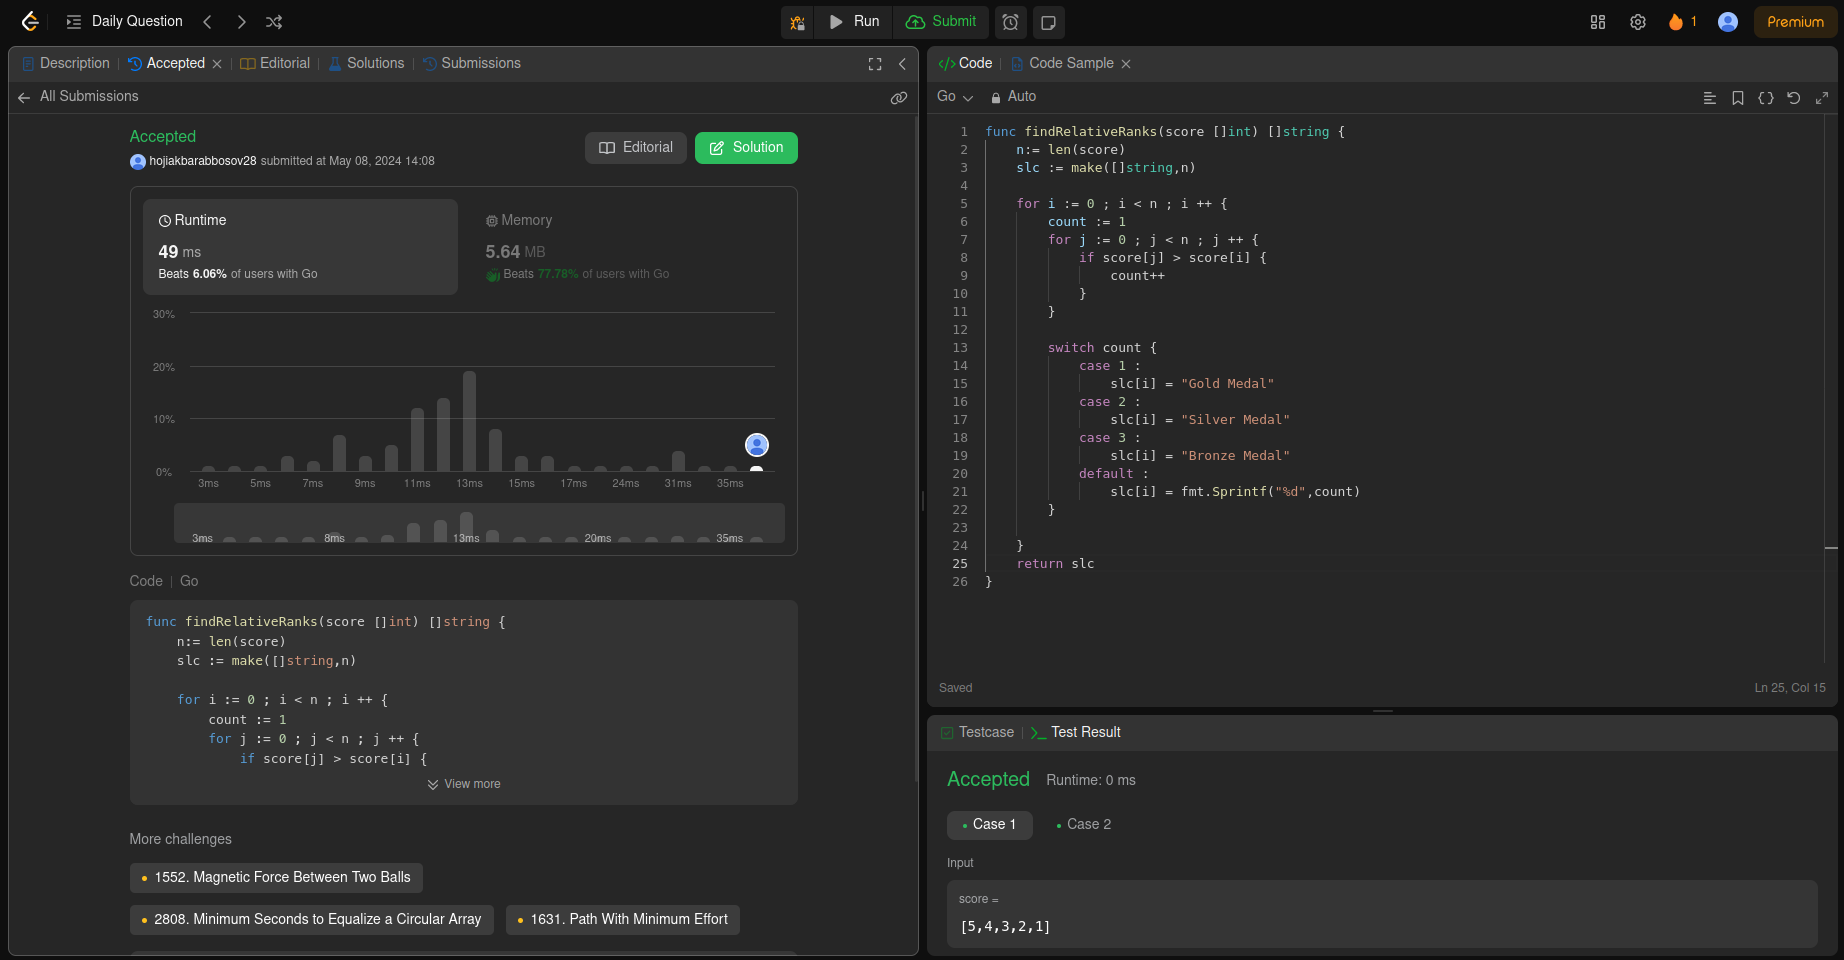 Daily Question
Run
Submit
1
Premium
Description
Accepted
Editorial
Solutions
Submissions
All Submissions
Accepted
hojiakbarabbosov28 submitted at May 08, 2024 14:08
Editorial
Solution
Runtime
49 ms
Beats 6.06% of users with Go
Memory
5.64 MB
Beats 77.78% of users with Go
30%
20%
10%
0%
3ms 5ms 7ms 9ms 11ms 13ms 15ms 17ms 24ms 31ms 35ms
3ms 8ms 13ms 20ms 35ms
Code | Go
func findRelativeRanks(score []int) []string {
    n:= len(score)
    slc := make([]string,n)
    for i := 0 ; i < n ; i ++ {
        count := 1
        for j := 0 ; j < n ; j ++ {
            if score[j] > score[i] {
View more
More challenges
1552. Magnetic Force Between Two Balls
2808. Minimum Seconds to Equalize a Circular Array
1631. Path With Minimum Effort
Code
Code Sample
Go
Auto
1 func findRelativeRanks(score []int) []string {
2     n:= len(score)
3     slc := make([]string,n)
4
5     for i := 0 ; i < n ; i ++ {
6         count := 1
7         for j := 0 ; j < n ; j ++ {
8             if score[j] > score[i] {
9                 count++
10             }
11         }
12
13         switch count {
14             case 1 :
15                 slc[i] = "Gold Medal"
16             case 2 :
17                 slc[i] = "Silver Medal"
18             case 3 :
19                 slc[i] = "Bronze Medal"
20             default :
21                 slc[i] = fmt.Sprintf("%d",count)
22         }
23
24     }
25     return slc
26 }
Saved
Ln 25, Col 15
Testcase
Test Result
Accepted
Runtime: 0 ms
Case 1
Case 2
Input
score =
[5,4,3,2,1]